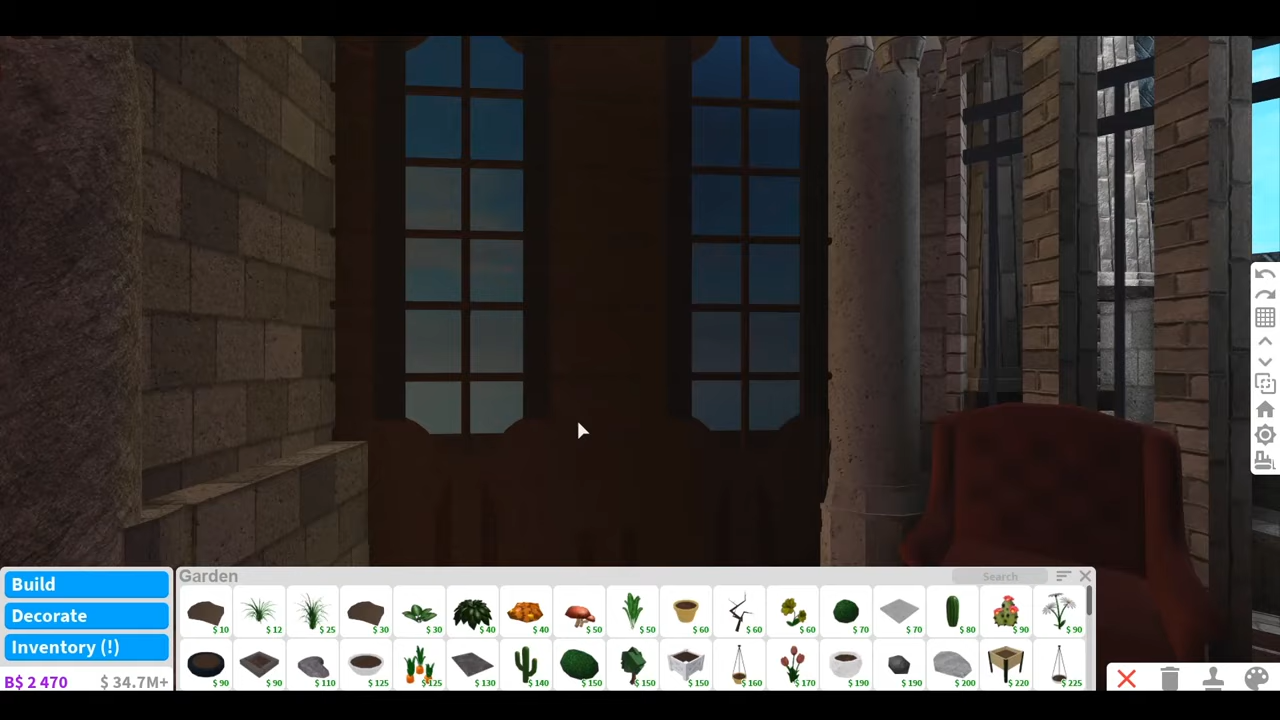 Build
Decorate
Inventory (!)
B$ 2 470 $ 34.7M+
Garden
Search
$ 10 $ 12 $ 25 $ 30 $ 30 $ 40 $ 40 $ 50 $ 50 $ 60 $ 60 $ 60 $ 70 $ 70 $ 80 $ 90 $ 90
$ 90 $ 90 $ 110 $ 125 $ 125 $ 130 $ 140 $ 150 $ 150 $ 150 $ 160 $ 170 $ 190 $ 190 $ 200 $ 220 $ 225